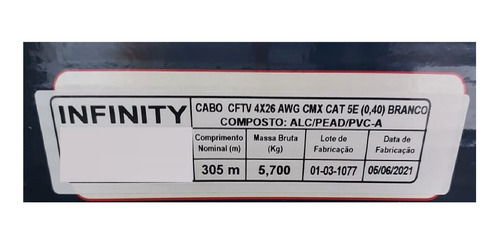 INFINITY
CABO CFTV 4X26 AWG CMX CAT 5E (0,40) BRANCO
COMPOSTO: ALC/PEAD/PVC-A
Comprimento Nominal (m)
Massa Bruta (Kg)
Lote de Fabricação
Data de Fabricação
305 m
5,700
01-03-1077
05/06/2021